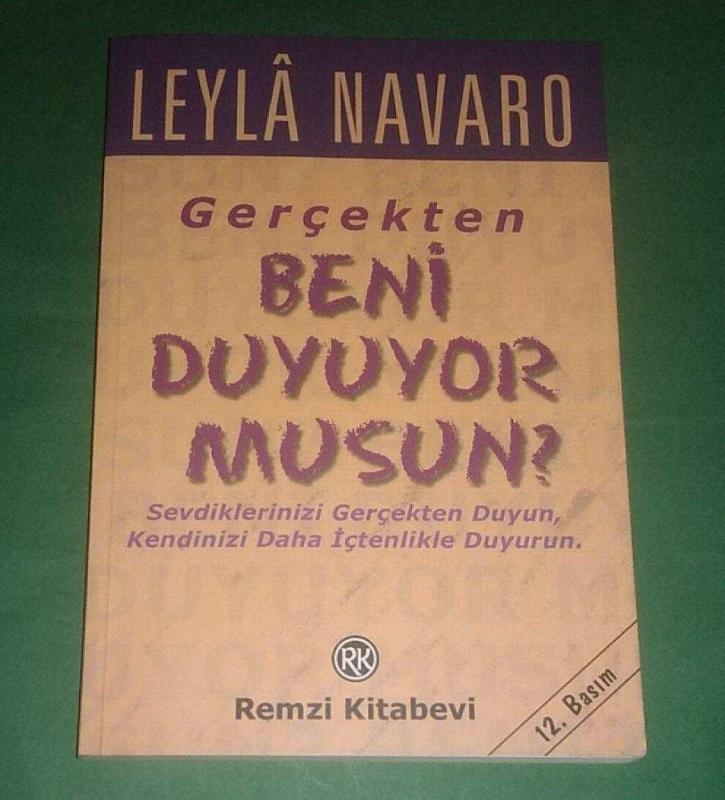 LEYLÂ NAVARO
Gerçekten
BENİ
DUYUYOR
MUSUN?
Sevdiklerinizi Gerçekten Duyun,
Kendinizi Daha İçtenlikle Duyurun.
RK
Remzi Kitabevi
12. Basım